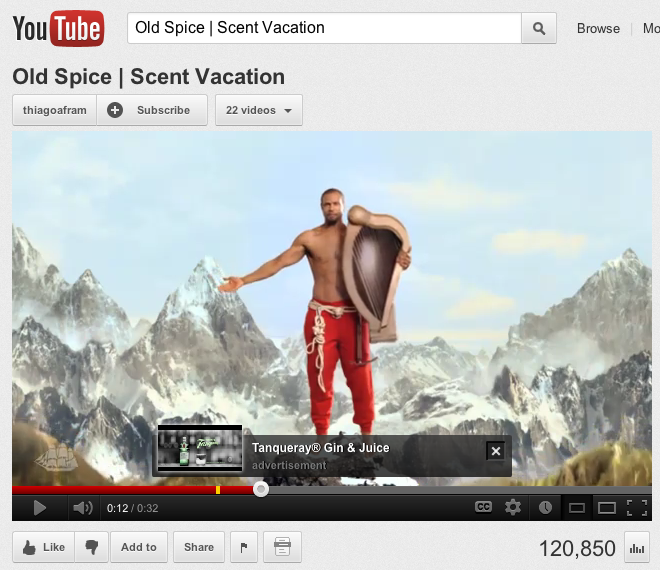 YouTube
Old Spice | Scent Vacation
Browse
Mo
Old Spice | Scent Vacation
thiagoafram
Subscribe
22 videos
Tanqueray® Gin & Juice
advertisement
0:12 / 0:32
CC
Like
Add to
Share
120,850